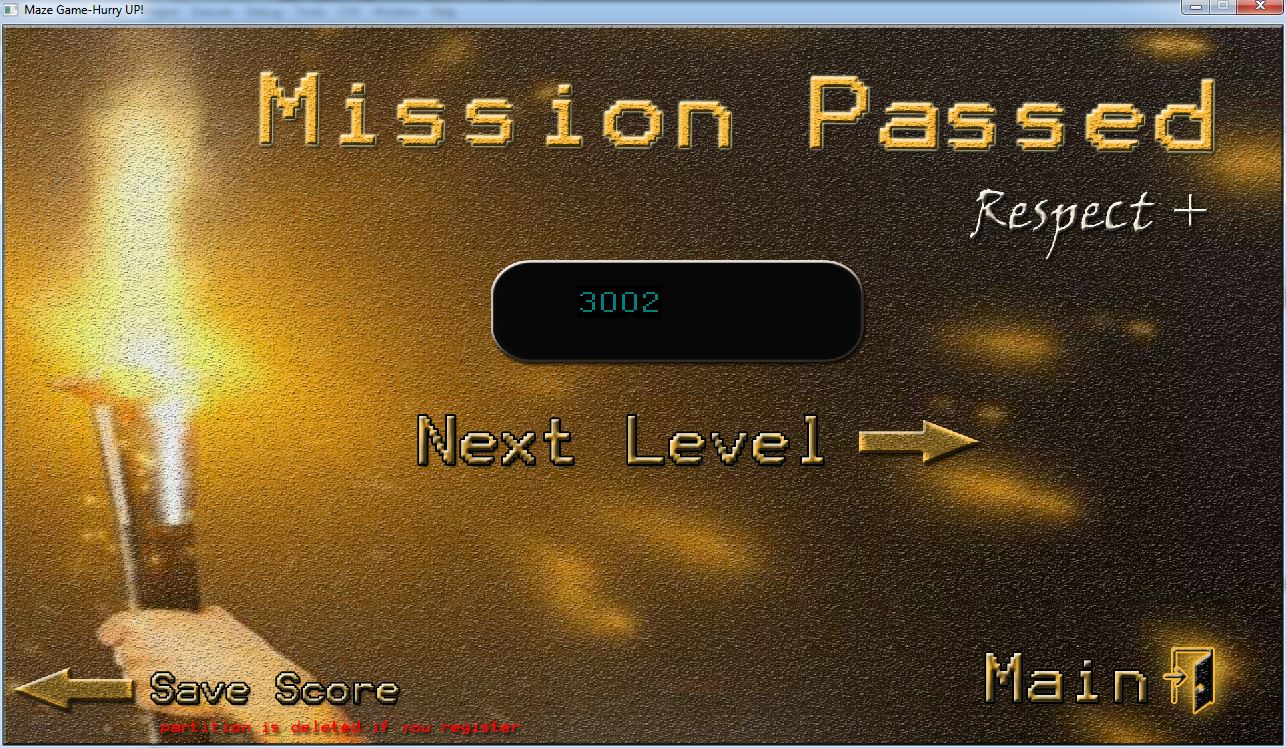 Maze Game-Hurry UP!
Mission Passed
Respect +
3002
Next Level
Save Score
Main
partition is deleted if you register